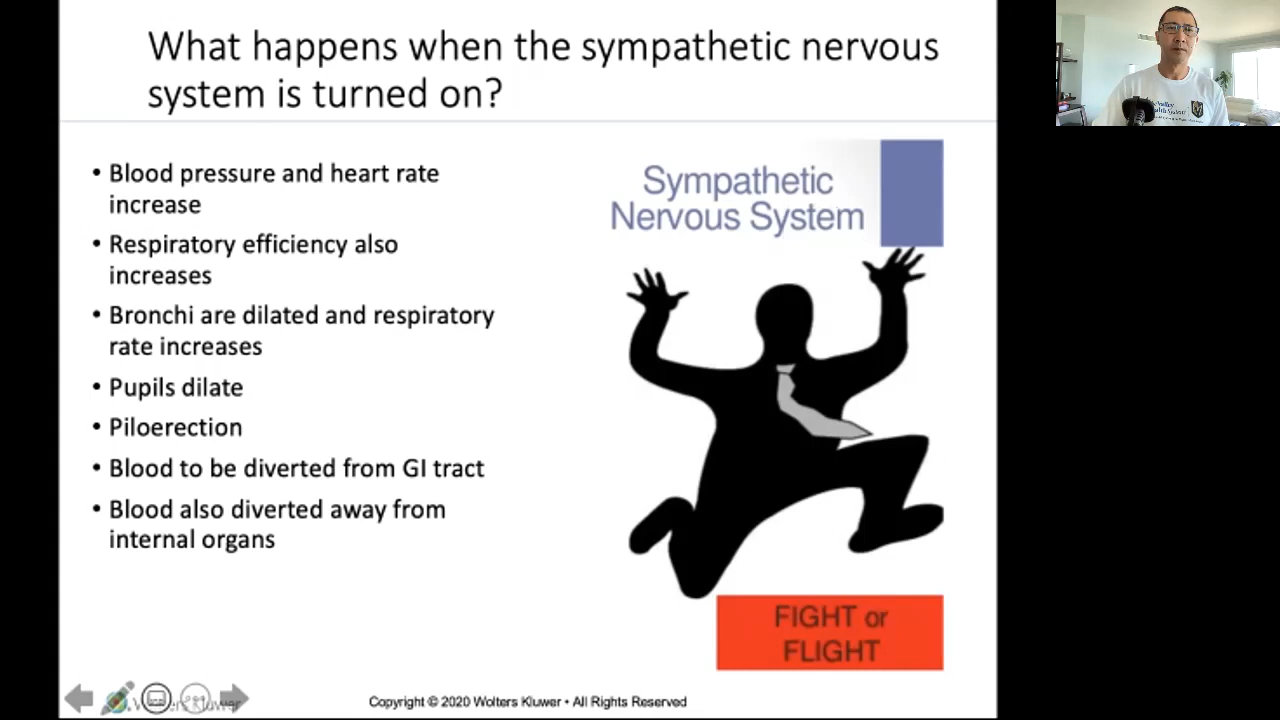 What happens when the sympathetic nervous
system is turned on?
• Blood pressure and heart rate
increase
• Respiratory efficiency also
increases
• Bronchi are dilated and respiratory
rate increases
• Pupils dilate
• Piloerection
• Blood to be diverted from GI tract
• Blood also diverted away from
internal organs
Sympathetic
Nervous System
FIGHT or
FLIGHT
Copyright © 2020 Wolters Kluwer • All Rights Reserved